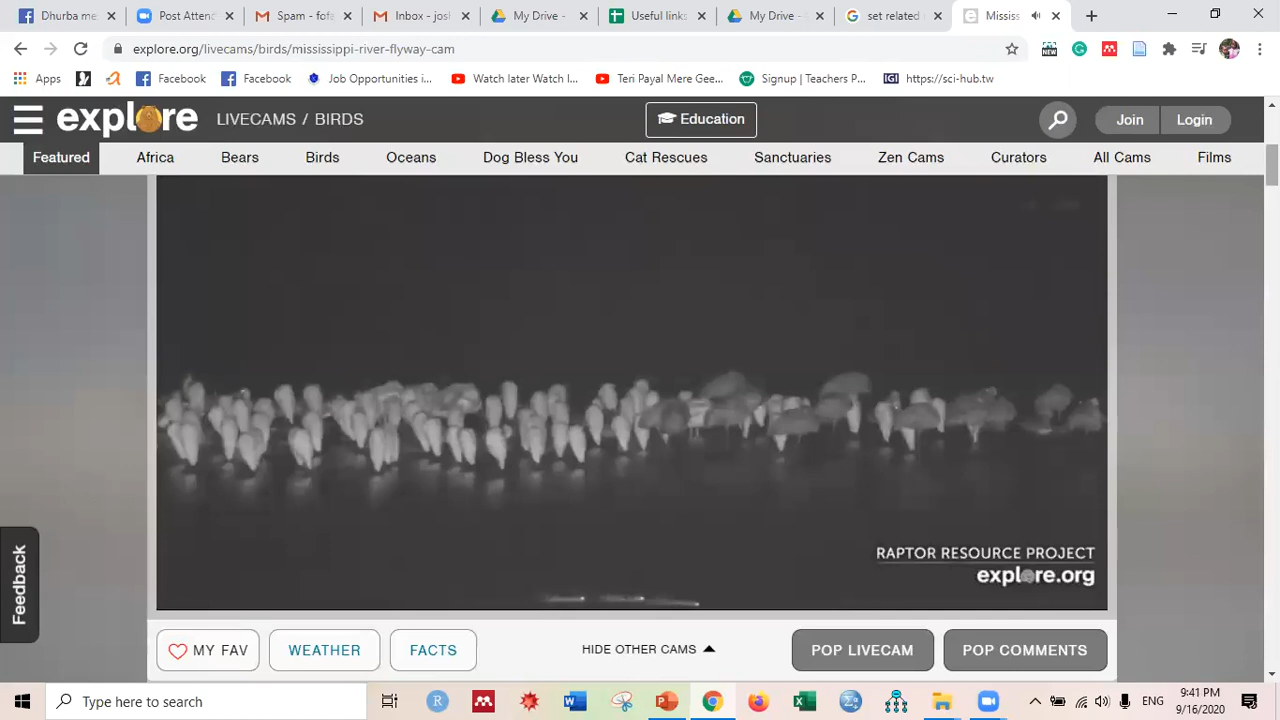 Dhurba me
Post Attend
Spam - fofa
Inbox - josh
My Drive -
Useful links
My Drive -
set related
Mississ
explore.org/livecams/birds/mississippi-river-flyway-cam
NEW
Apps
Facebook
Facebook
Job Opportunities i...
Watch later Watch I...
Teri Payal Mere Gee...
Signup | Teachers P...
https://sci-hub.tw
explore
LIVECAMS / BIRDS
Education
Join
Login
Featured
Africa
Bears
Birds
Oceans
Dog Bless You
Cat Rescues
Sanctuaries
Zen Cams
Curators
All Cams
Films
RAPTOR RESOURCE PROJECT
explore.org
Feedback
MY FAV
WEATHER
FACTS
HIDE OTHER CAMS
POP LIVECAM
POP COMMENTS
Type here to search
ENG
9:41 PM
9/16/2020